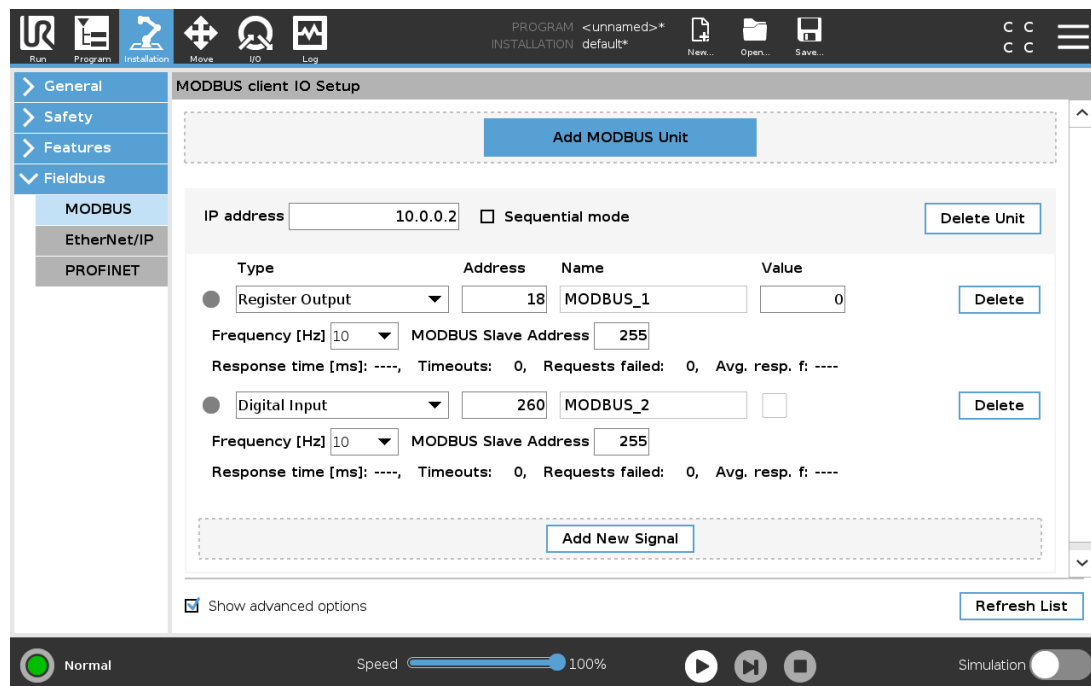 PROGRAM <unnamed>*
INSTALLATION default*
C C
C C
UR
Run Program Installation Move I/O Log New... Open... Save...
General
Safety
Features
Fieldbus
MODBUS
EtherNet/IP
PROFINET
MODBUS client IO Setup
Add MODBUS Unit
IP address 10.0.0.2 Sequential mode Delete Unit
Type Address Name Value
Register Output 18 MODBUS_1 0 Delete
Frequency [Hz] 10 MODBUS Slave Address 255
Response time [ms]: ----, Timeouts: 0, Requests failed: 0, Avg. resp. f: ----
Digital Input 260 MODBUS_2 Delete
Frequency [Hz] 10 MODBUS Slave Address 255
Response time [ms]: ----, Timeouts: 0, Requests failed: 0, Avg. resp. f: ----
Add New Signal
Show advanced options Refresh List
Normal Speed 100% Simulation